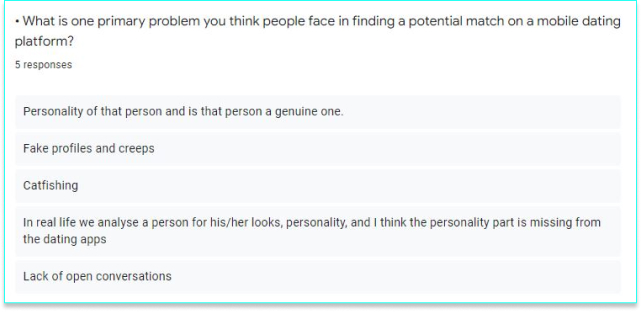 • What is one primary problem you think people face in finding a potential match on a mobile dating
platform?
5 responses
Personality of that person and is that person a genuine one.
Fake profiles and creeps
Catfishing
In real life we analyse a person for his/her looks, personality, and I think the personality part is missing from
the dating apps
Lack of open conversations